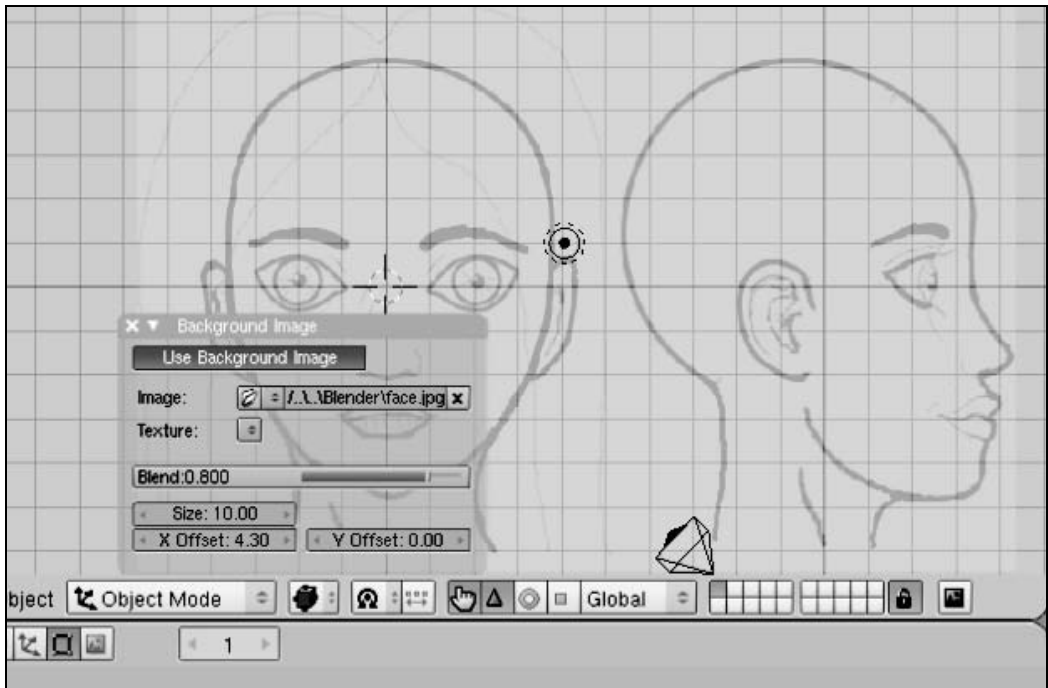 Background Image
Use Background Image
Image: /..\..\Blender\face.jpg
Texture:
Blend:0.800
Size: 10.00
X Offset: 4.30 Y Offset: 0.00
bject Object Mode Global
1